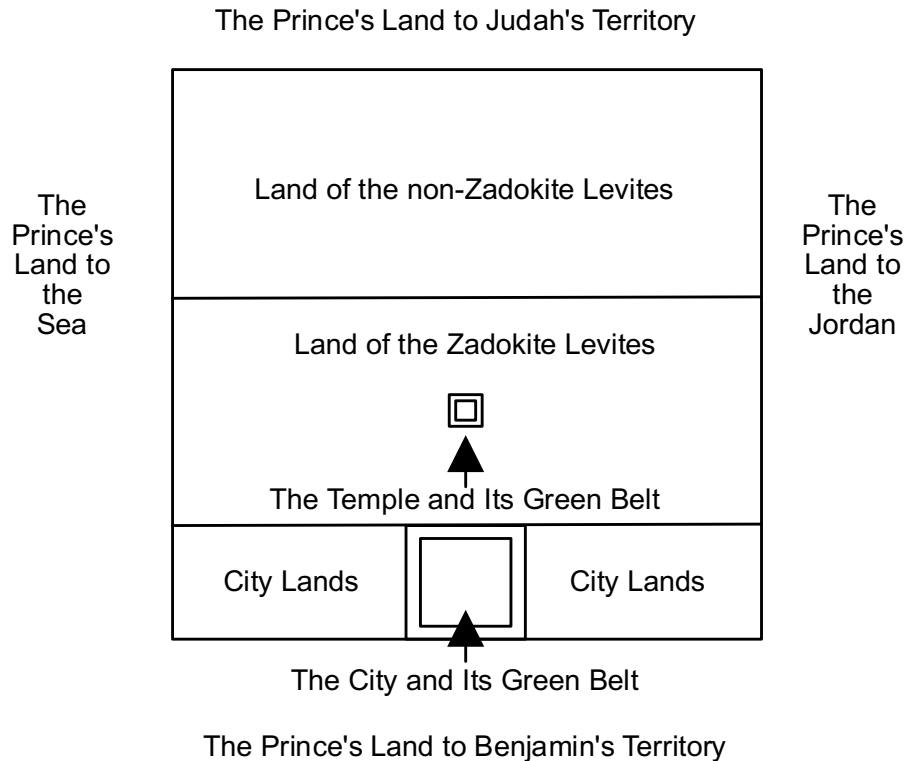 The Prince's Land to Judah's Territory
Land of the non-Zadokite Levites
The
Prince's
Land to
the
Sea
The
Prince's
Land to
the
Jordan
Land of the Zadokite Levites
The Temple and Its Green Belt
City Lands
City Lands
The City and Its Green Belt
The Prince's Land to Benjamin's Territory